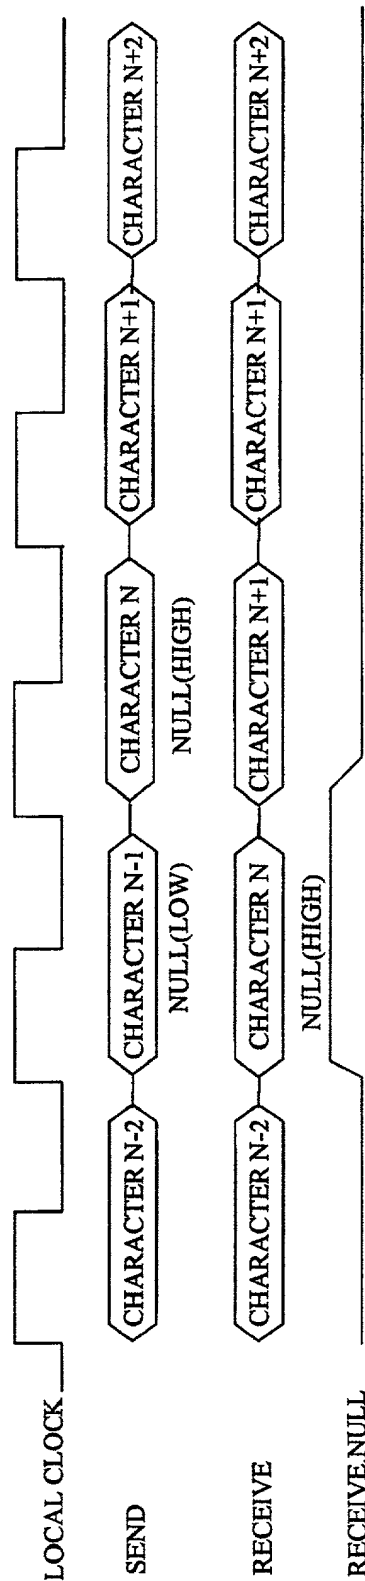 LOCAL CLOCK
SEND
CHARACTER N-2
CHARACTER N-1
CHARACTER N
CHARACTER N+1
CHARACTER N+2
NULL(LOW)
NULL(HIGH)
RECEIVE
CHARACTER N-2
CHARACTER N
CHARACTER N+1
CHARACTER N+1
CHARACTER N+2
NULL(HIGH)
RECEIVE.NULL